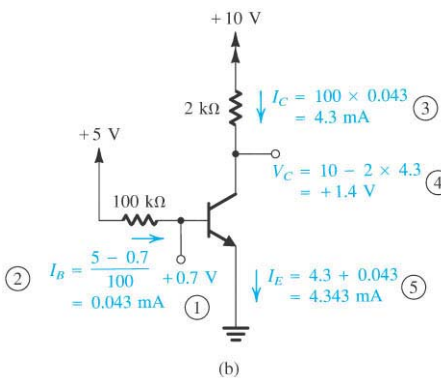 +10 V
2 kΩ
I_C = 100 × 0.043
= 4.3 mA
③
+5 V
V_C = 10 − 2 × 4.3
= +1.4 V
④
100 kΩ
②
I_B = \frac{5 − 0.7}{100}
= 0.043 mA
+0.7 V
①
I_E = 4.3 + 0.043
= 4.343 mA
⑤
(b)